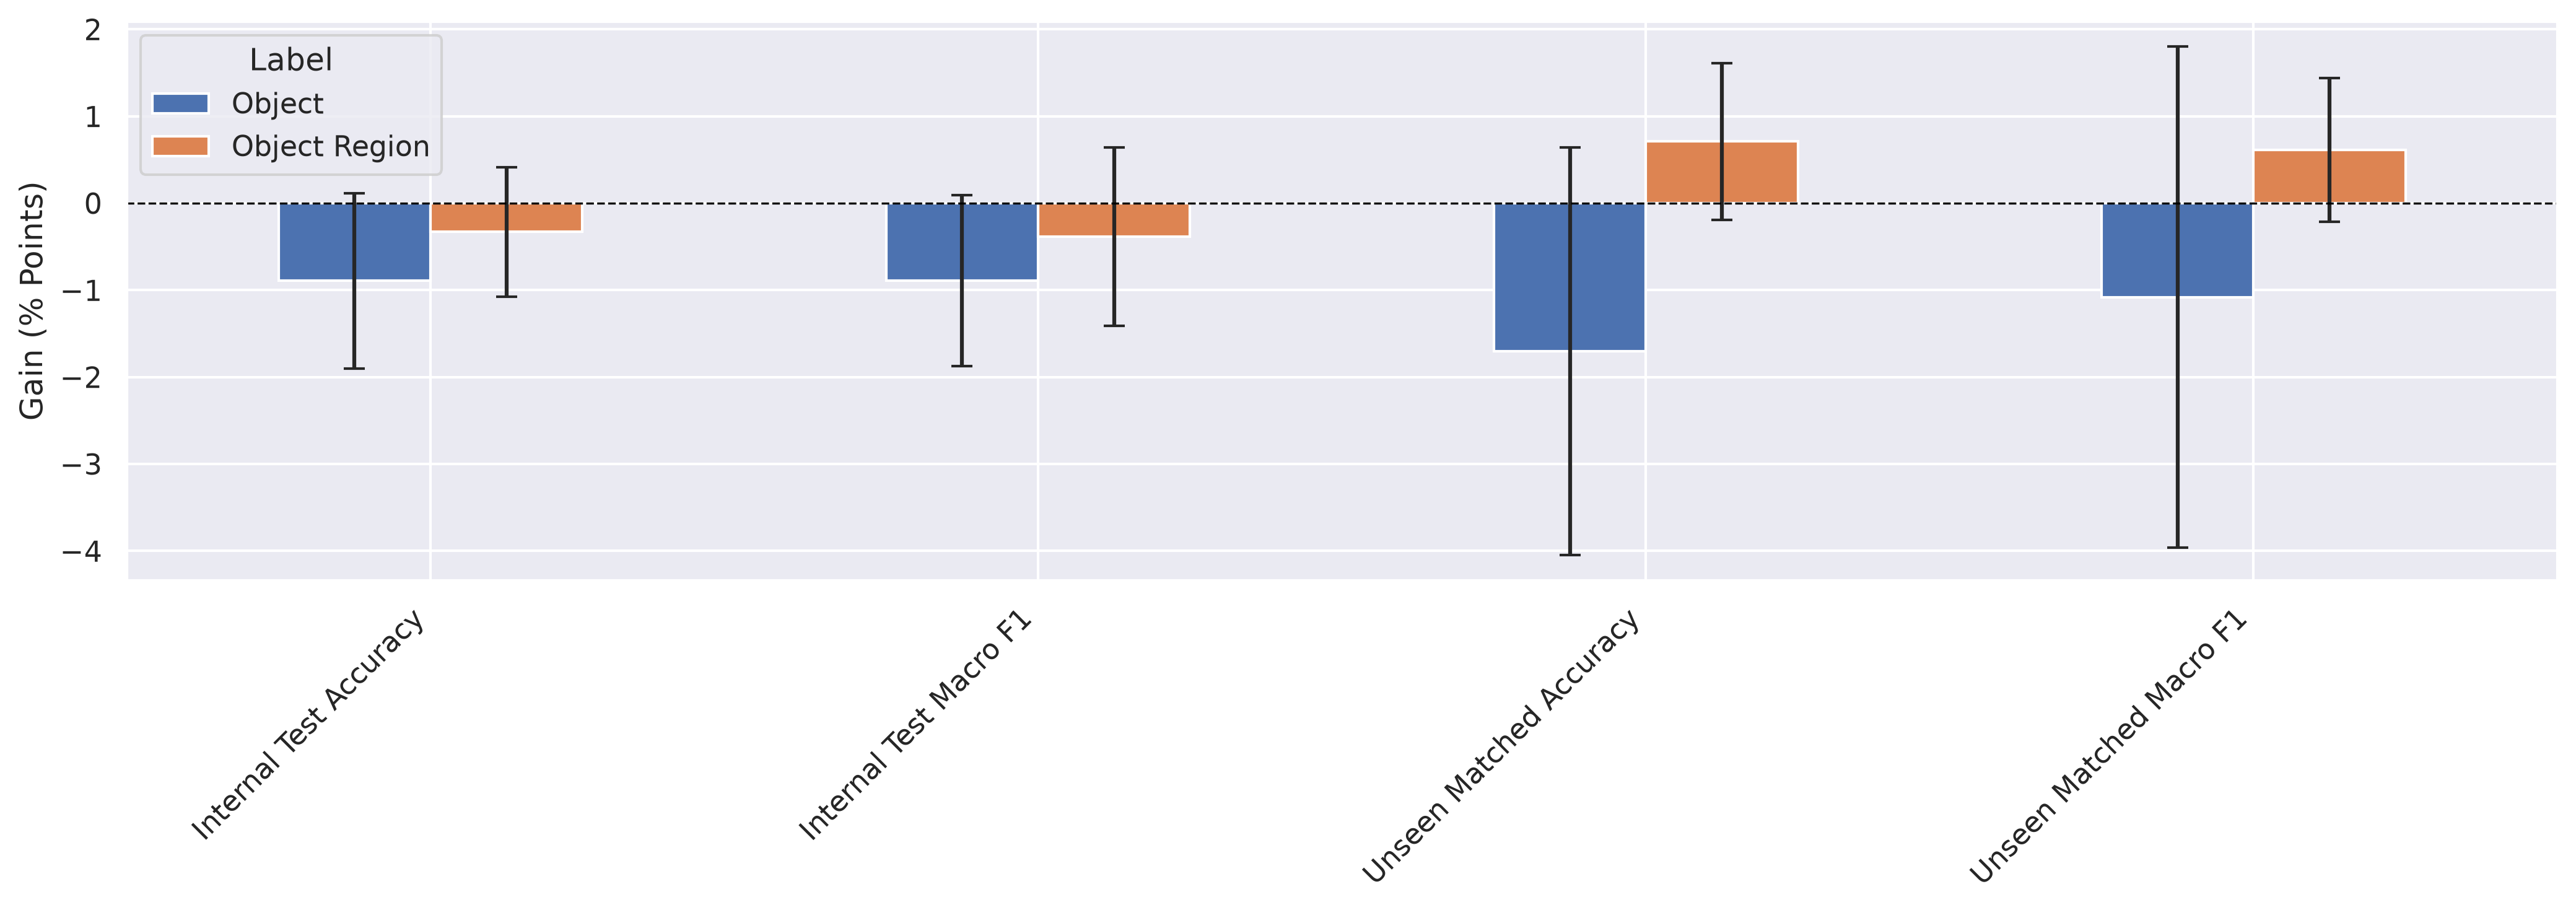 Label
Object
Object Region
Gain (% Points)
2
1
0
−1
−2
−3
−4
Internal Test Accuracy
Internal Test Macro F1
Unseen Matched Accuracy
Unseen Matched Macro F1